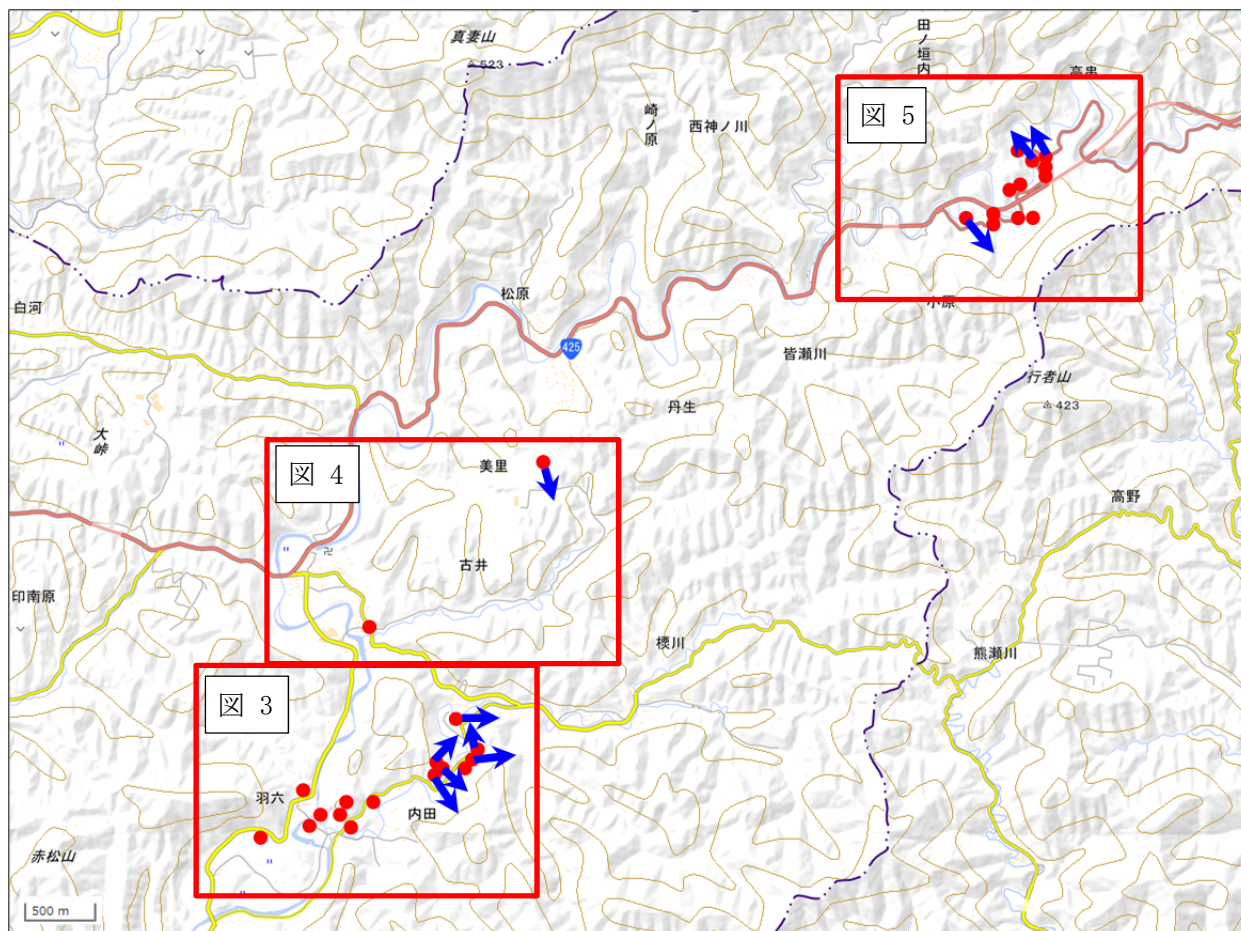 真妻山
523
田ノ垣内
高串
図 5
崎ノ原
西神ノ川
松原
白河
小原
425
皆瀬川
行者山
423
丹生
大峠
図 4
美里
高野
古井
印南原
檪川
熊瀬川
図 3
羽六
内田
赤松山
500 m